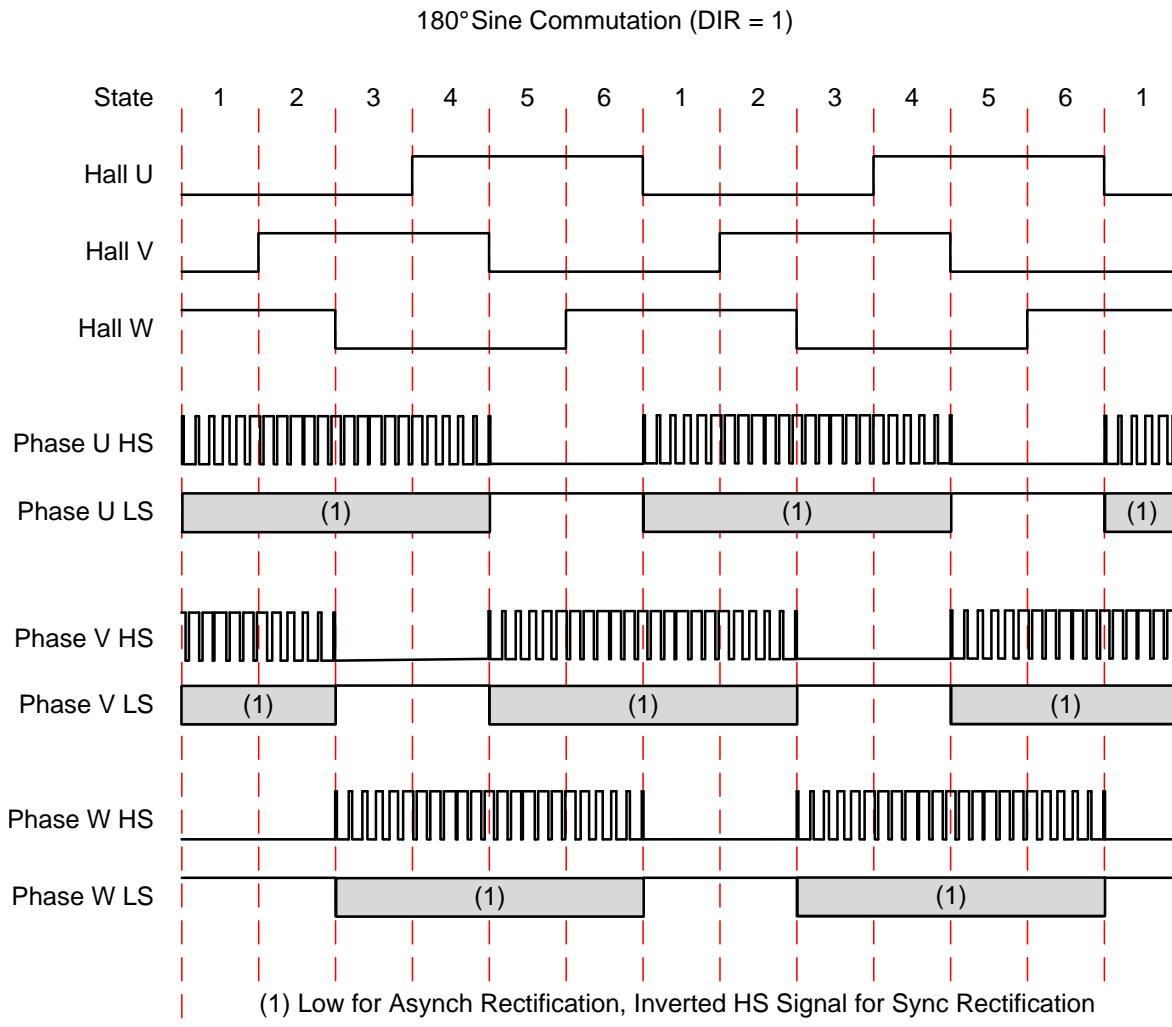 180°Sine Commutation (DIR = 1)
State 1 2 3 4 5 6 1 2 3 4 5 6 1
Hall U
Hall V
Hall W
Phase U HS
Phase U LS (1) (1) (1)
Phase V HS
Phase V LS (1) (1) (1)
Phase W HS
Phase W LS (1) (1)
(1) Low for Asynch Rectification, Inverted HS Signal for Sync Rectification